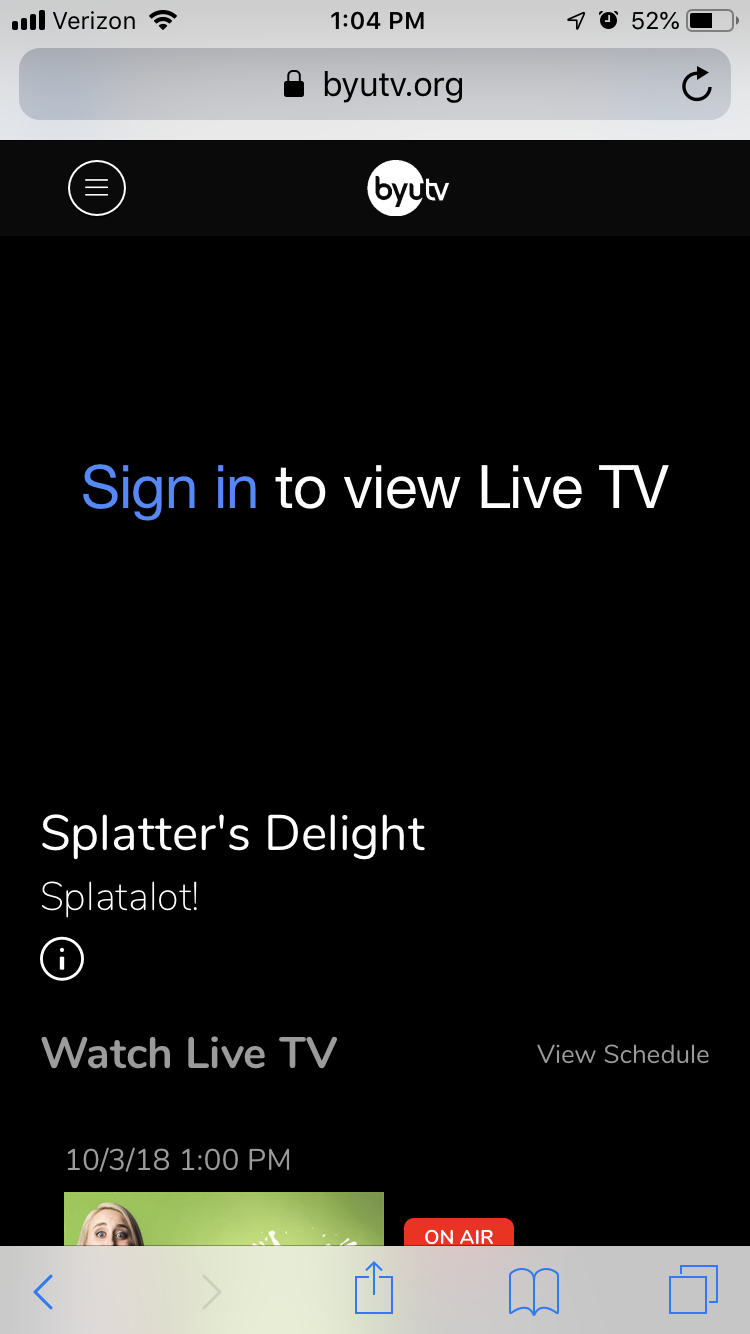 Verizon 1:04 PM 52%
byutv.org
byutv
Sign in to view Live TV
Splatter's Delight
Splatalot!
Watch Live TV View Schedule
10/3/18 1:00 PM
ON AIR